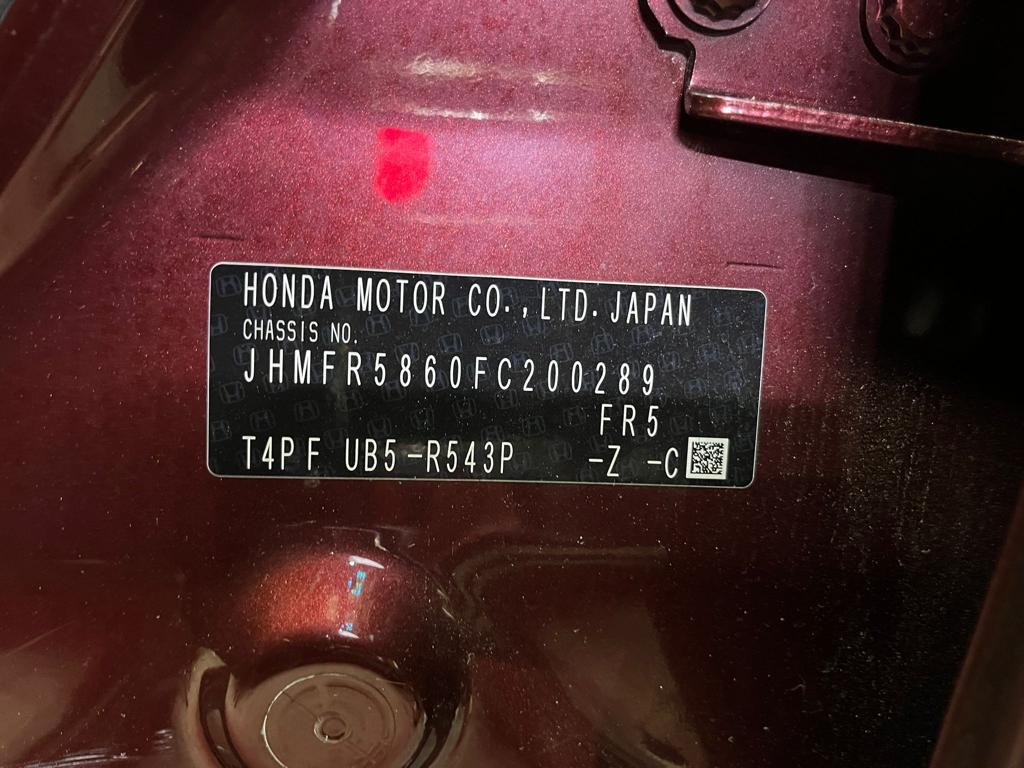 HONDA MOTOR CO.,LTD.JAPAN
CHASSIS NO.
JHMFR5860FC200289
FR5
T4PF UB5-R543P -Z -C